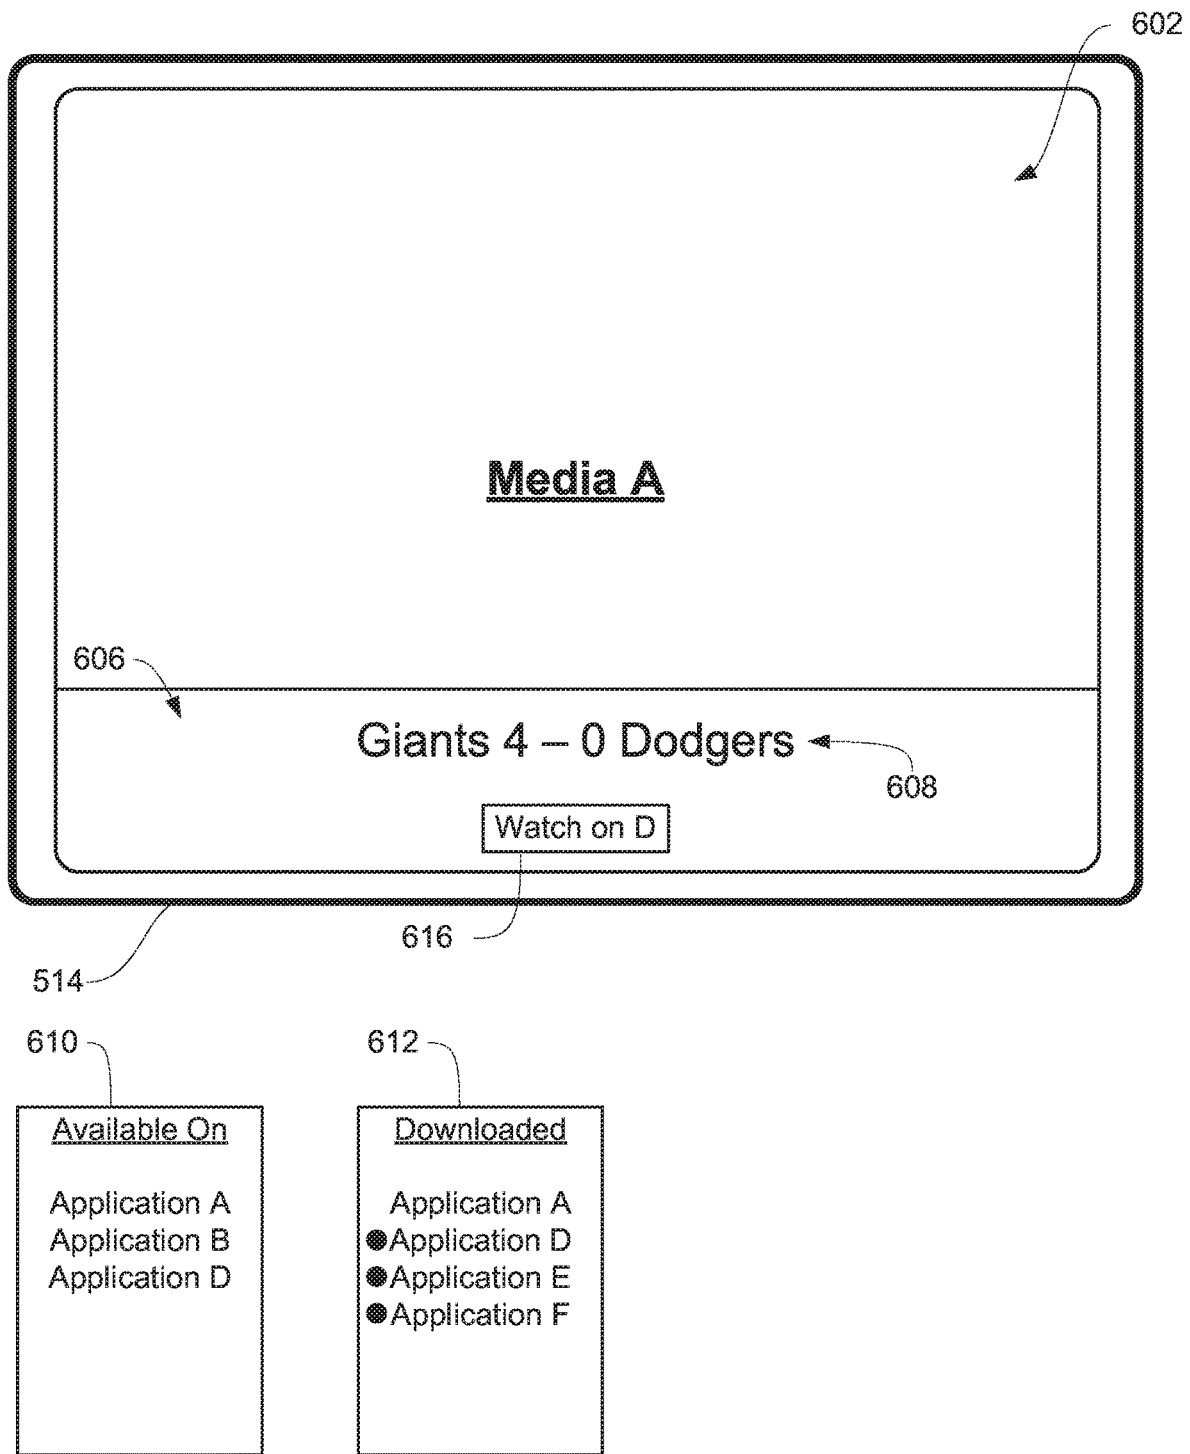 602
Media A
606
Giants 4 – 0 Dodgers
608
Watch on D
616
514
610
612
Available On
Application A
Application B
Application D
Downloaded
Application A
●Application D
●Application E
●Application F